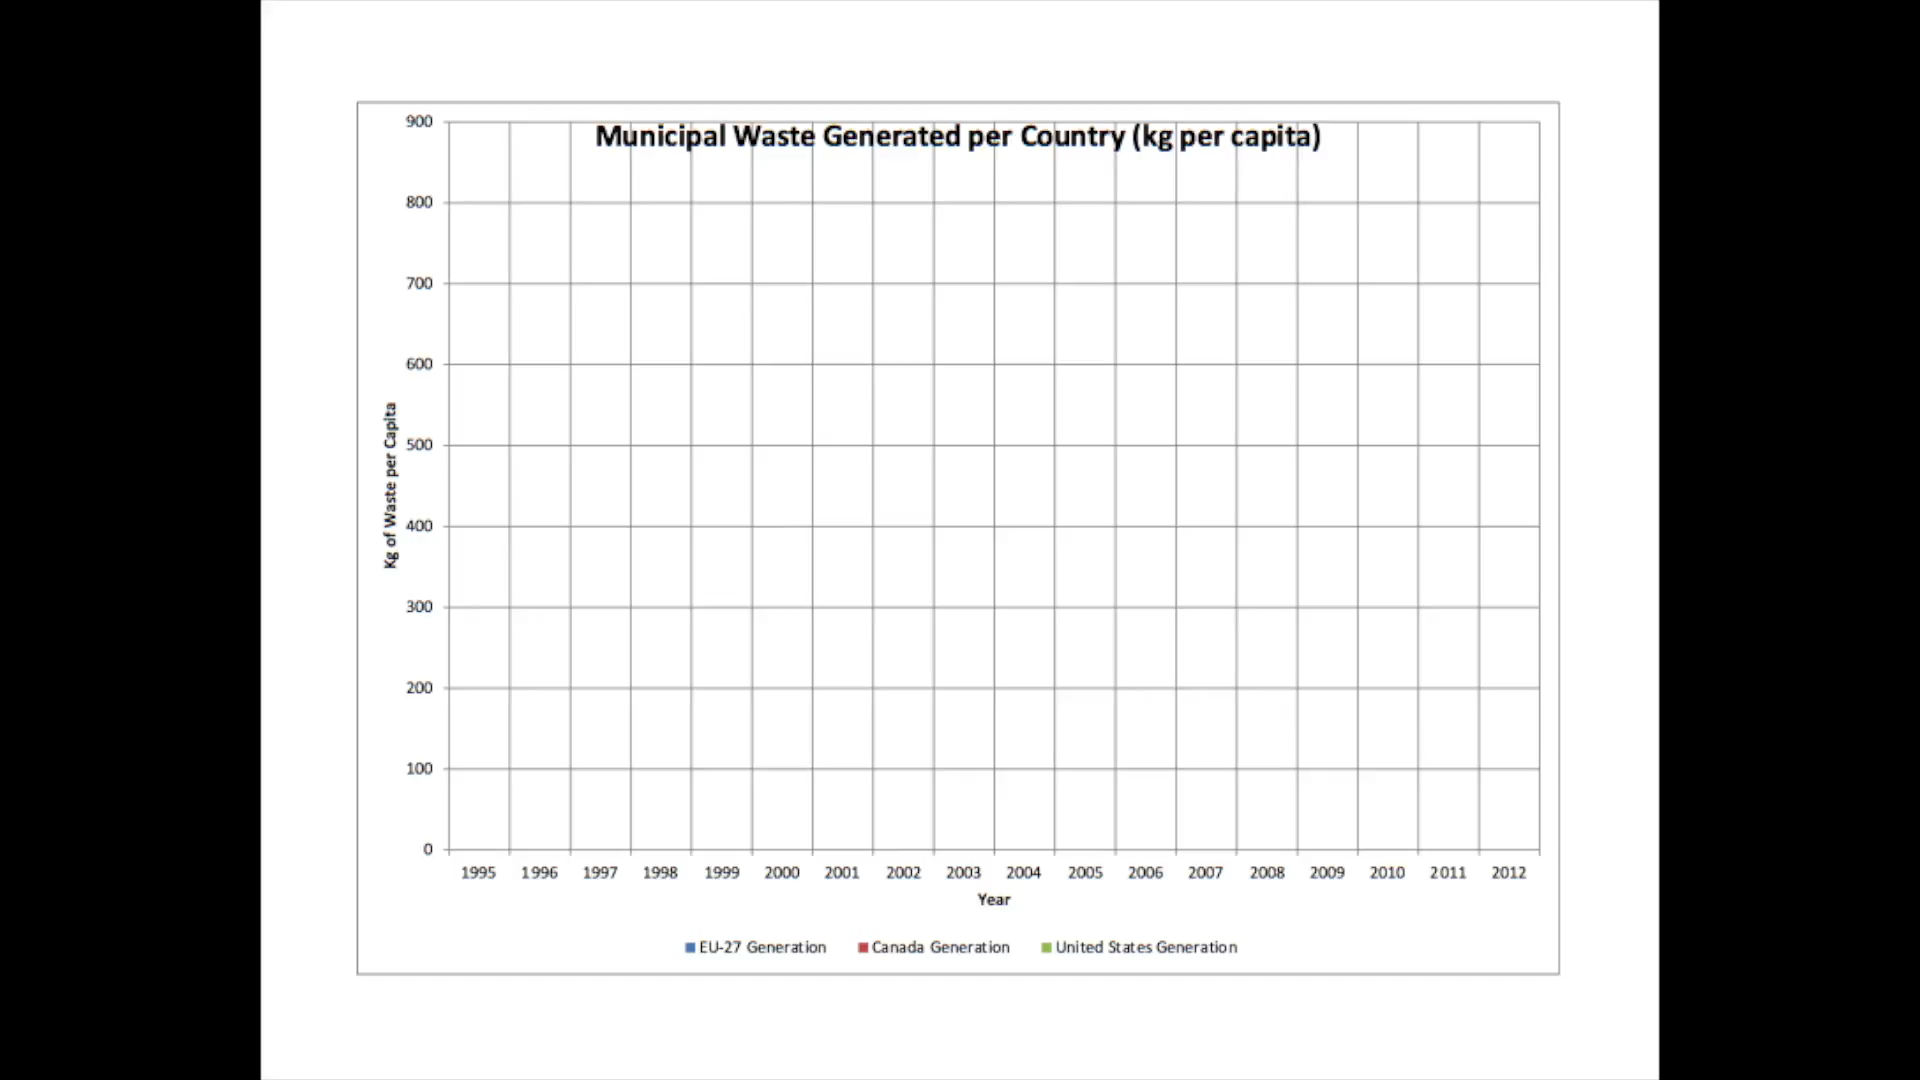 Municipal Waste Generated per Country (kg per capita)
900
800
700
600
500
400
300
200
100
0
Kg of Waste per Capita
1995 1996 1997 1998 1999 2000 2001 2002 2003 2004 2005 2006 2007 2008 2009 2010 2011 2012
Year
EU-27 Generation Canada Generation United States Generation